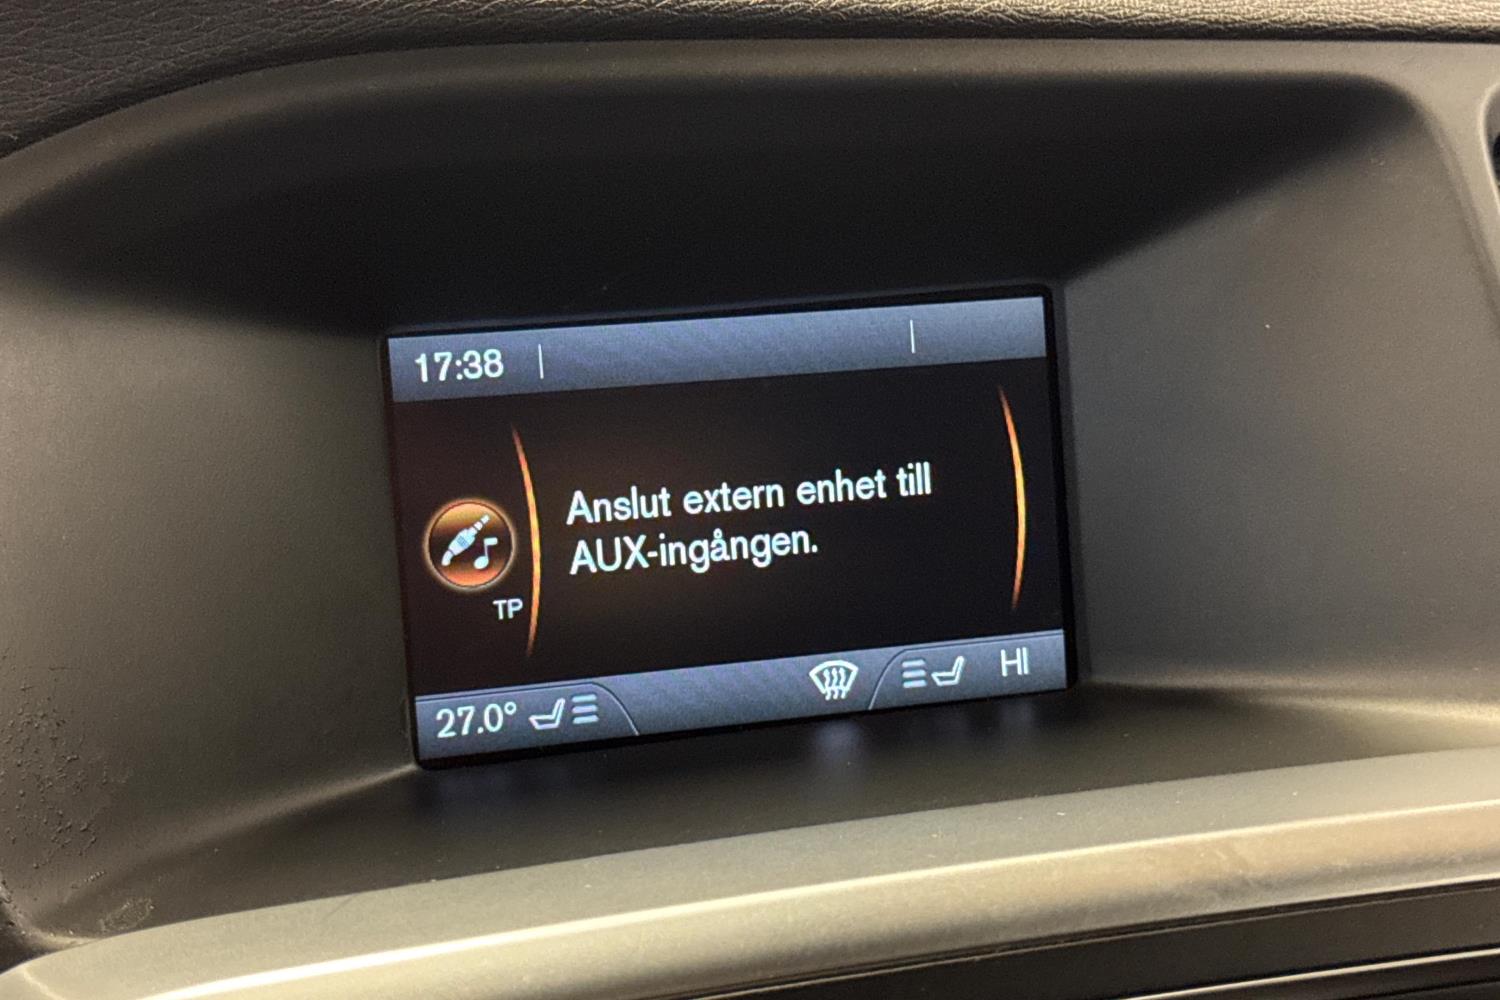 17:38
Anslut extern enhet till
AUX-ingången.
TP
27.0°
HI